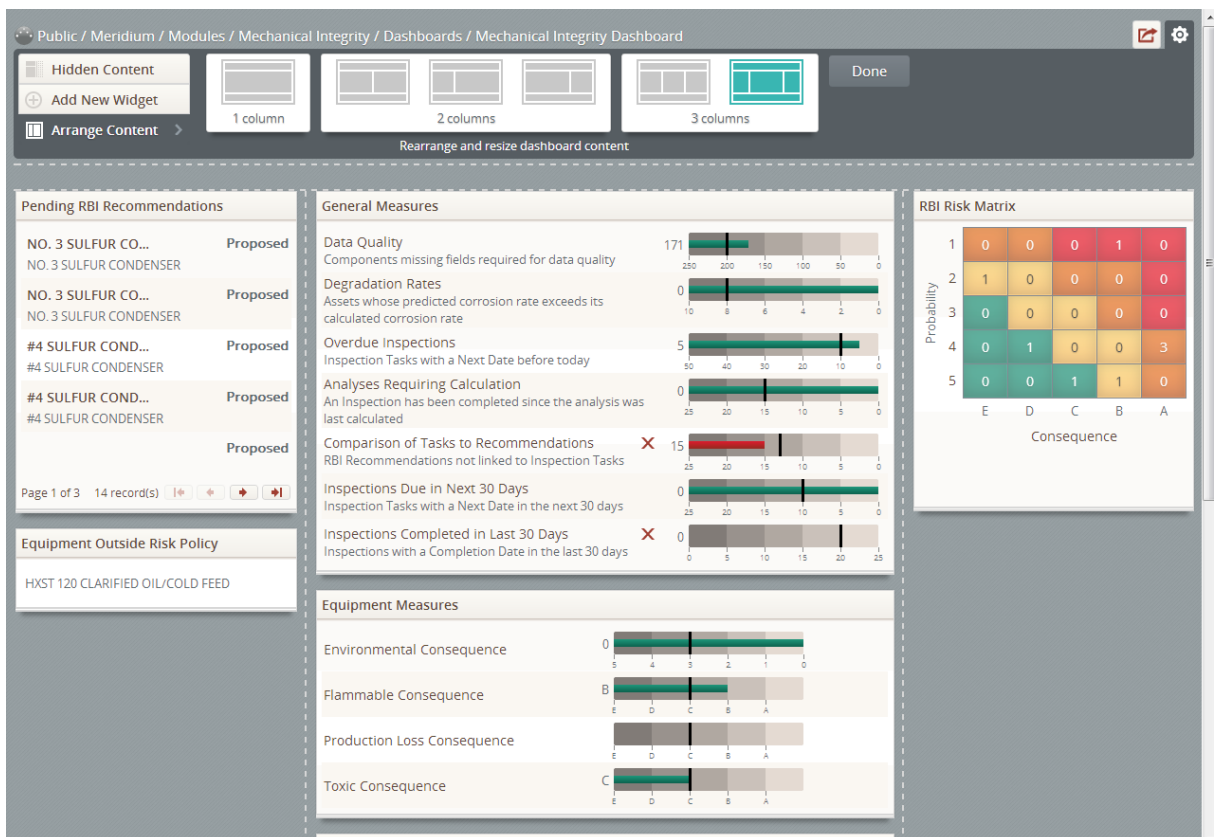 Public / Meridium / Modules / Mechanical Integrity / Dashboards / Mechanical Integrity Dashboard
Hidden Content
Add New Widget
Arrange Content
1 column
2 columns
3 columns
Done
Rearrange and resize dashboard content
Pending RBI Recommendations
NO. 3 SULFUR CO... Proposed
NO. 3 SULFUR CONDENSER
NO. 3 SULFUR CO... Proposed
NO. 3 SULFUR CONDENSER
#4 SULFUR COND... Proposed
#4 SULFUR CONDENSER
#4 SULFUR COND... Proposed
#4 SULFUR CONDENSER
Proposed
Page 1 of 3 14 record(s)
Equipment Outside Risk Policy
HXST 120 CLARIFIED OIL/COLD FEED
General Measures
Data Quality 171
Components missing fields required for data quality
250 200 150 100 50 0
Degradation Rates 0
Assets whose predicted corrosion rate exceeds its
calculated corrosion rate
10 8 6 4 2 0
Overdue Inspections 5
Inspection Tasks with a Next Date before today
50 40 30 20 10 0
Analyses Requiring Calculation 0
An Inspection has been completed since the analysis was
last calculated
25 20 15 10 5 0
Comparison of Tasks to Recommendations 15
RBI Recommendations not linked to Inspection Tasks
25 20 15 10 5 0
Inspections Due in Next 30 Days 0
Inspection Tasks with a Next Date in the next 30 days
25 20 15 10 5 0
Inspections Completed in Last 30 Days 0
Inspections with a Completion Date in the last 30 days
0 5 10 15 20 25
Equipment Measures
Environmental Consequence 0
5 4 3 2 1 0
Flammable Consequence B
E D C B A
Production Loss Consequence
E D C B A
Toxic Consequence C
E D C B A
RBI Risk Matrix
Probability
1 0 0 0 1 0
2 1 0 0 0 0
3 0 0 0 0 0
4 0 1 0 0 3
5 0 0 1 1 0
E D C B A
Consequence